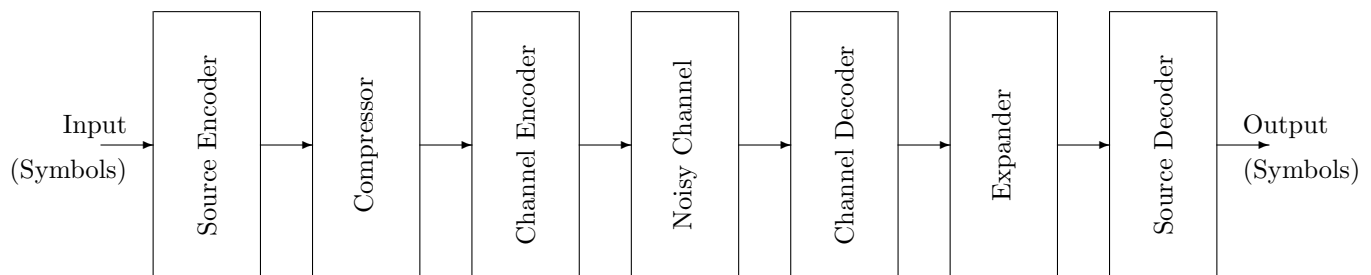 Input
(Symbols)
Source Encoder
Compressor
Channel Encoder
Noisy Channel
Channel Decoder
Expander
Source Decoder
Output
(Symbols)